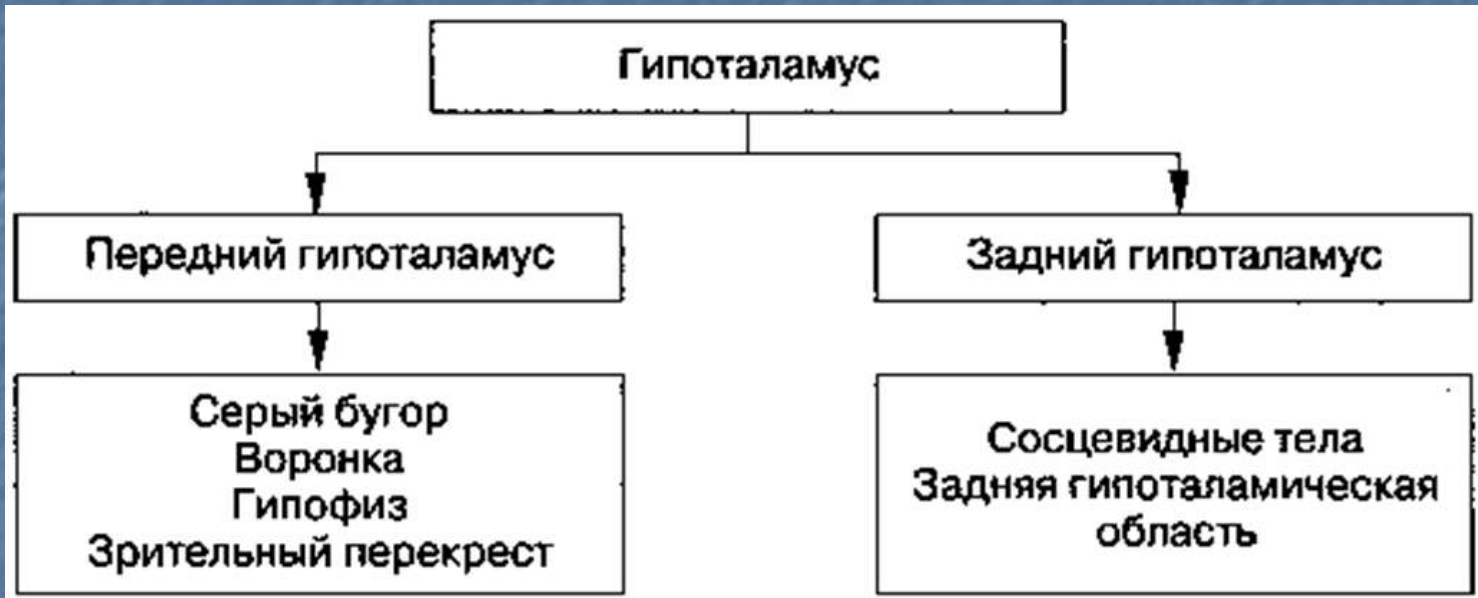 Гипоталамус
Передний гипоталамус
Задний гипоталамус
Серый бугор
Воронка
Гипофиз
Зрительный перекрест
Сосцевидные тела
Задняя гипоталамическая
область